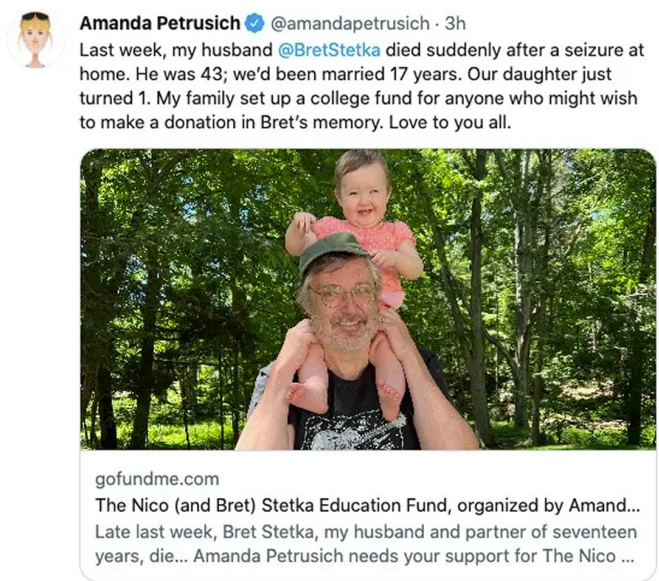 Amanda Petrusich @amandapetrusich · 3h
Last week, my husband @BretStetka died suddenly after a seizure at
home. He was 43; we’d been married 17 years. Our daughter just
turned 1. My family set up a college fund for anyone who might wish
to make a donation in Bret’s memory. Love to you all.
gofundme.com
The Nico (and Bret) Stetka Education Fund, organized by Amand...
Late last week, Bret Stetka, my husband and partner of seventeen
years, die... Amanda Petrusich needs your support for The Nico ...